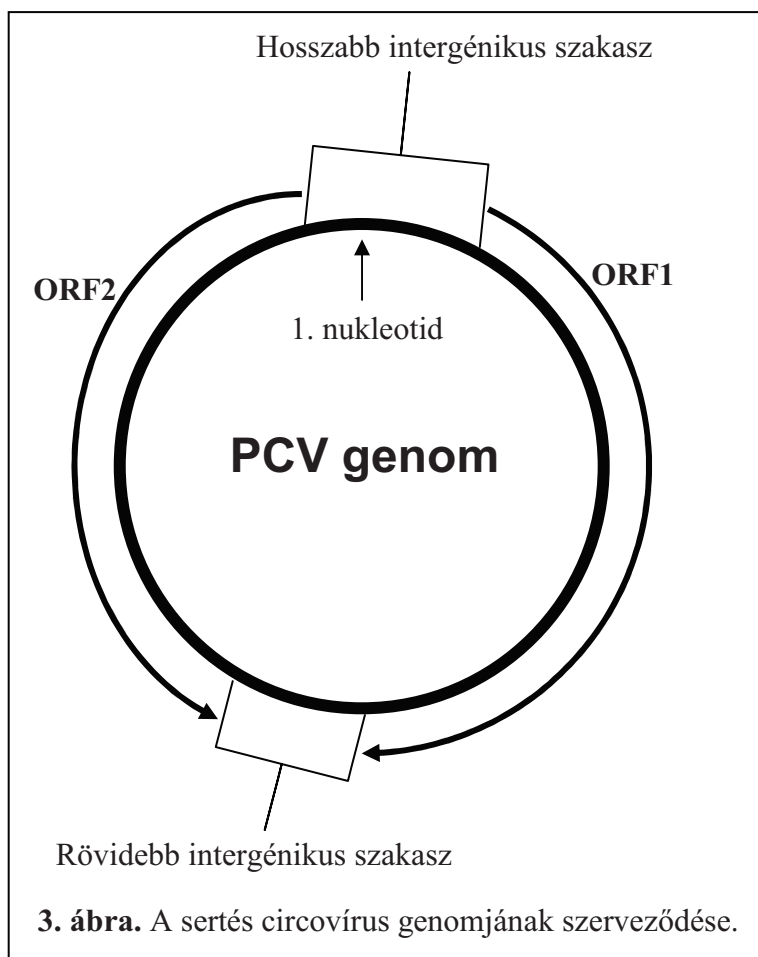 Hosszabb intergénikus szakasz
ORF2
ORF1
1. nukleotid
PCV genom
Rövidebb intergénikus szakasz
3. ábra. A sertés circovírus genomjának szerveződése.